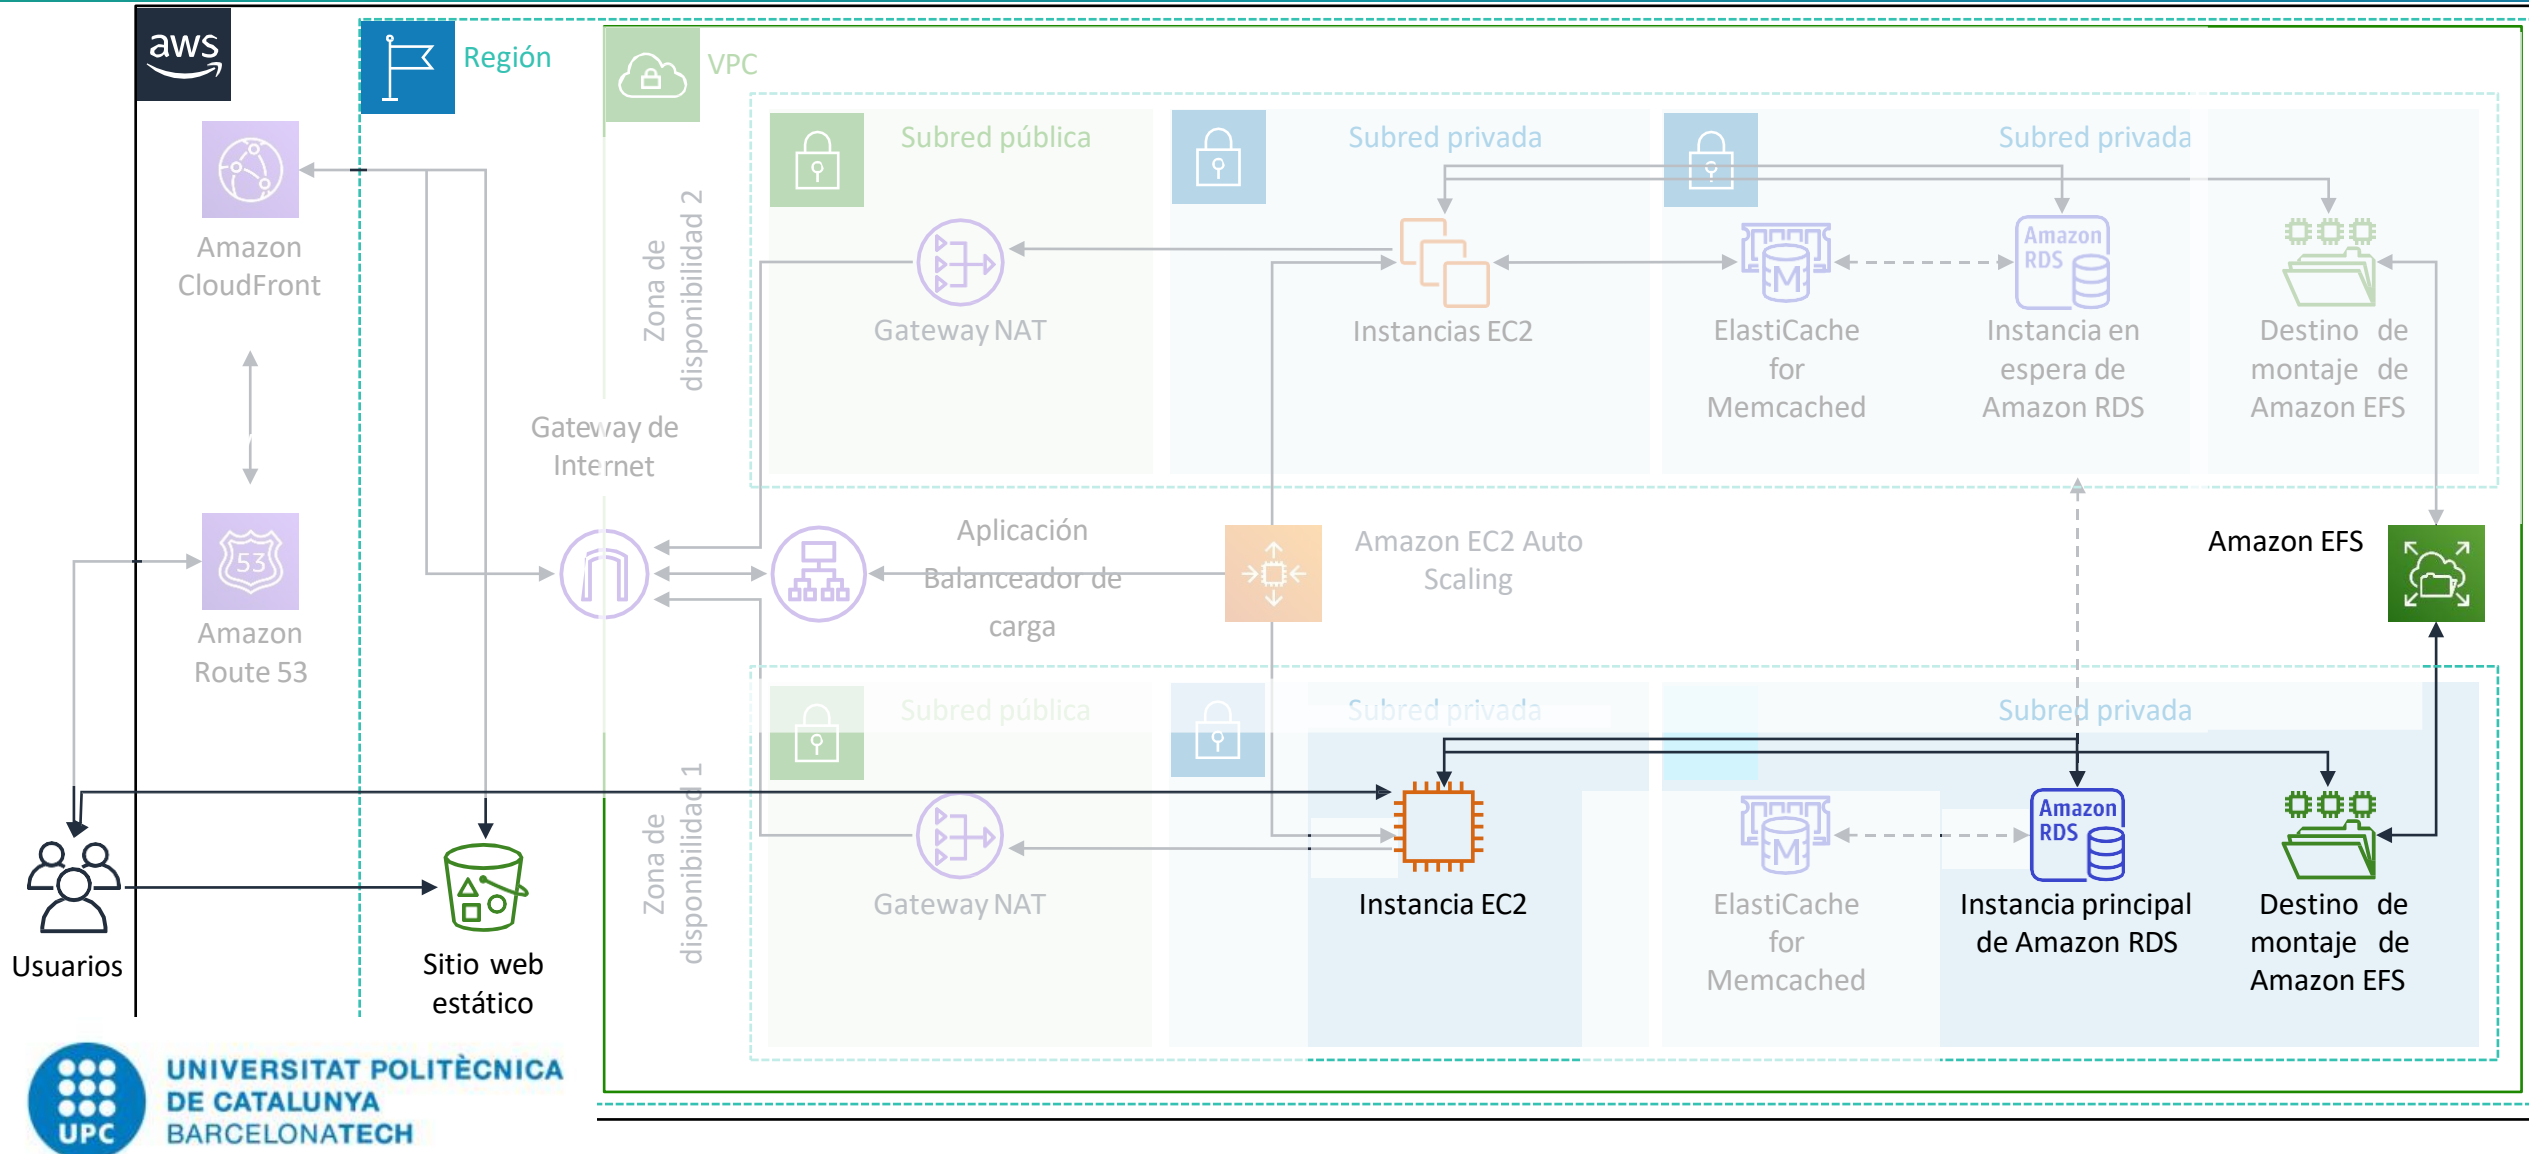 aws
Región
VPC
Subred pública
Subred privada
Subred privada
Amazon
CloudFront
Zona de
disponibilidad 2
Gateway NAT
Instancias EC2
ElastiCache
for
Memcached
Amazon
RDS
Instancia en
espera de
Amazon RDS
Destino de
montaje de
Amazon EFS
M
Gateway de
Internet
53
Amazon
Route 53
Aplicación
Balanceador de
carga
Amazon EC2 Auto
Scaling
Amazon EFS
Subred pública
Subred privada
Subred privada
Zona de
disponibilidad 1
Gateway NAT
Instancia EC2
M
ElastiCache
for
Memcached
Amazon
RDS
Instancia principal
de Amazon RDS
Destino de
montaje de
Amazon EFS
Usuarios
Sitio web
estático
UPC
UNIVERSITAT POLITÈCNICA
DE CATALUNYA
BARCELONATECH